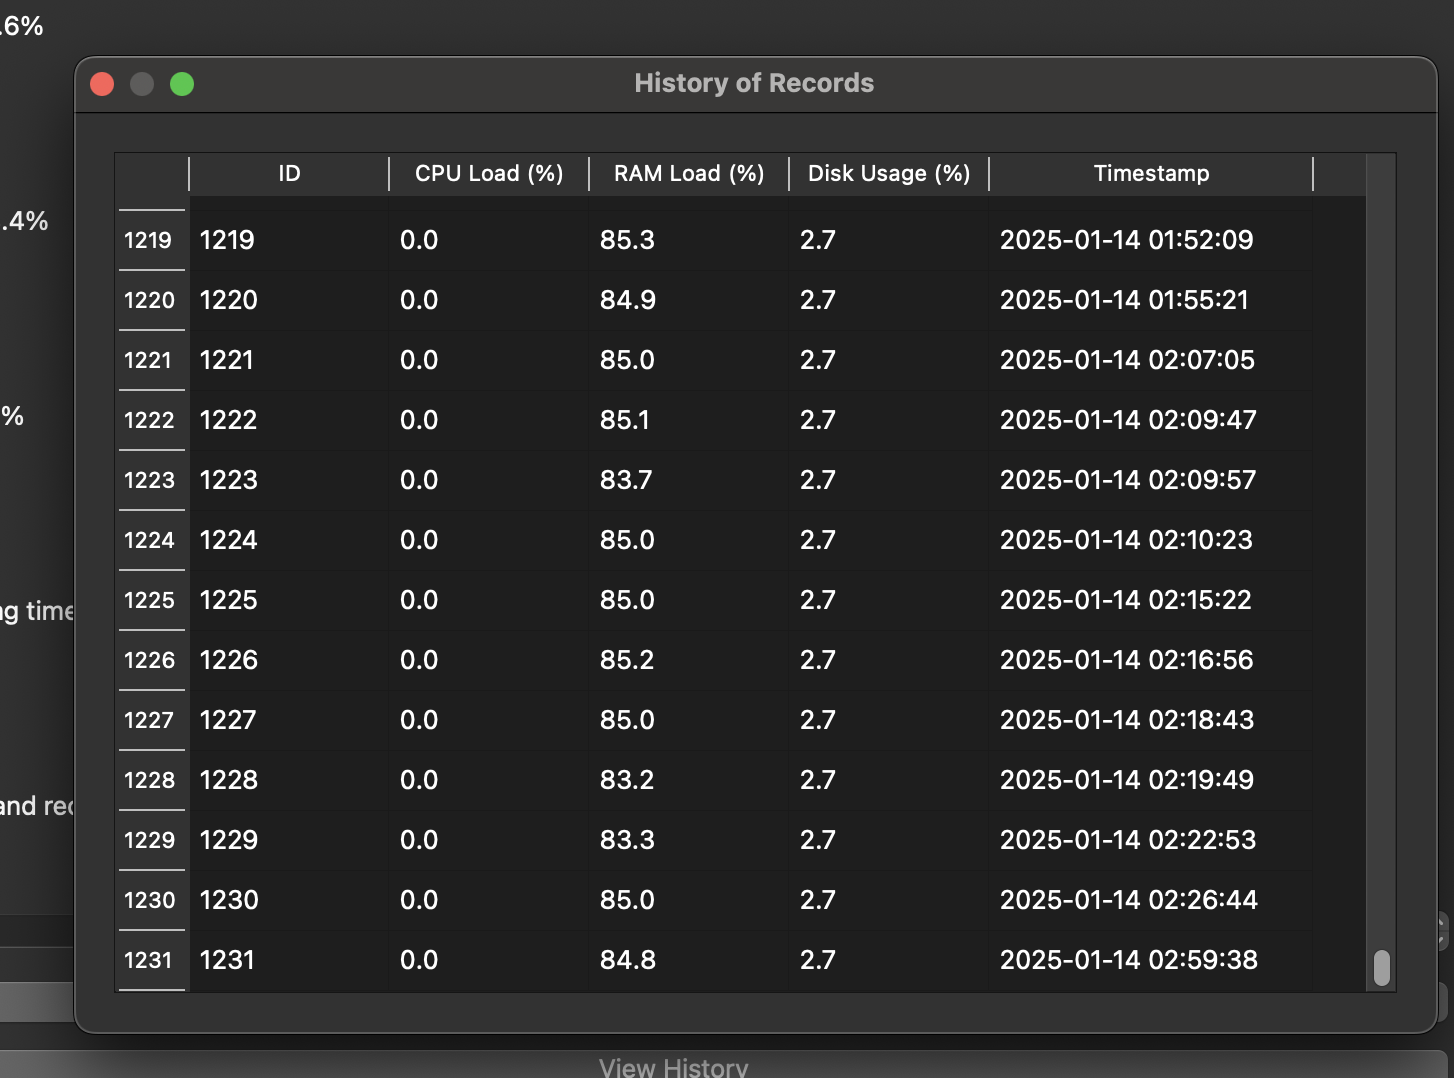 .6%
History of Records
ID CPU Load (%) RAM Load (%) Disk Usage (%) Timestamp
.4%
1219 1219 0.0 85.3 2.7 2025-01-14 01:52:09
1220 1220 0.0 84.9 2.7 2025-01-14 01:55:21
1221 1221 0.0 85.0 2.7 2025-01-14 02:07:05
%
1222 1222 0.0 85.1 2.7 2025-01-14 02:09:47
1223 1223 0.0 83.7 2.7 2025-01-14 02:09:57
1224 1224 0.0 85.0 2.7 2025-01-14 02:10:23
1225 1225 0.0 85.0 2.7 2025-01-14 02:15:22
ng time
1226 1226 0.0 85.2 2.7 2025-01-14 02:16:56
1227 1227 0.0 85.0 2.7 2025-01-14 02:18:43
1228 1228 0.0 83.2 2.7 2025-01-14 02:19:49
and rec
1229 1229 0.0 83.3 2.7 2025-01-14 02:22:53
1230 1230 0.0 85.0 2.7 2025-01-14 02:26:44
1231 1231 0.0 84.8 2.7 2025-01-14 02:59:38
View History